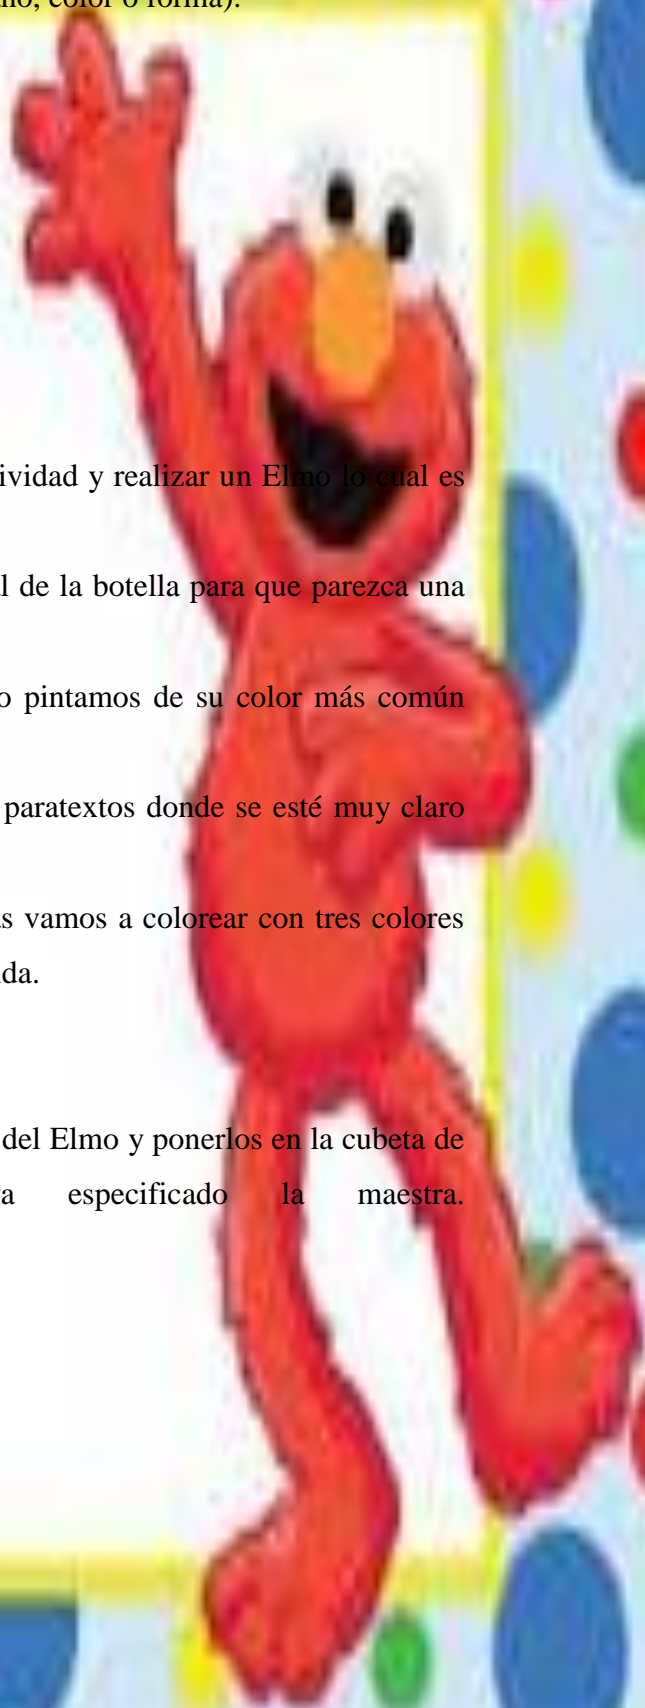 color o forma).
ividad y realizar un Elmo lo cual es
l de la botella para que parezca una
o pintamos de su color más común
paratextos donde se esté muy claro
s vamos a colorear con tres colores
da.
del Elmo y ponerlos en la cubeta de
a especificado la maestra.